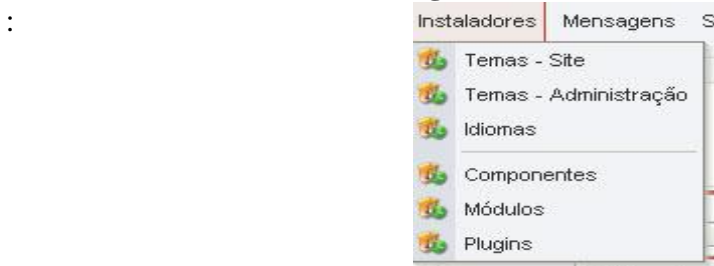 :
Instaladores Mensagens S
Temas - Site
Temas - Administração
Idiomas
Componentes
Módulos
Plugins